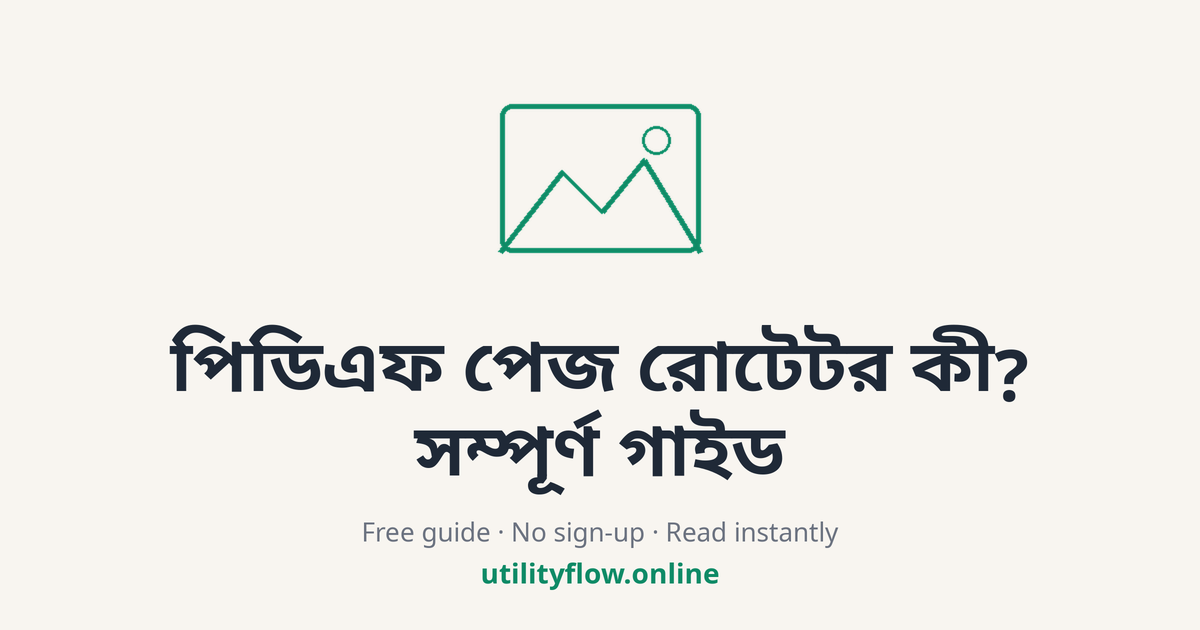 পিডিএফ পেজ রোটেটর কী?
সম্পূর্ণ গাইড
Free guide · No sign-up · Read instantly
utilityflow.online